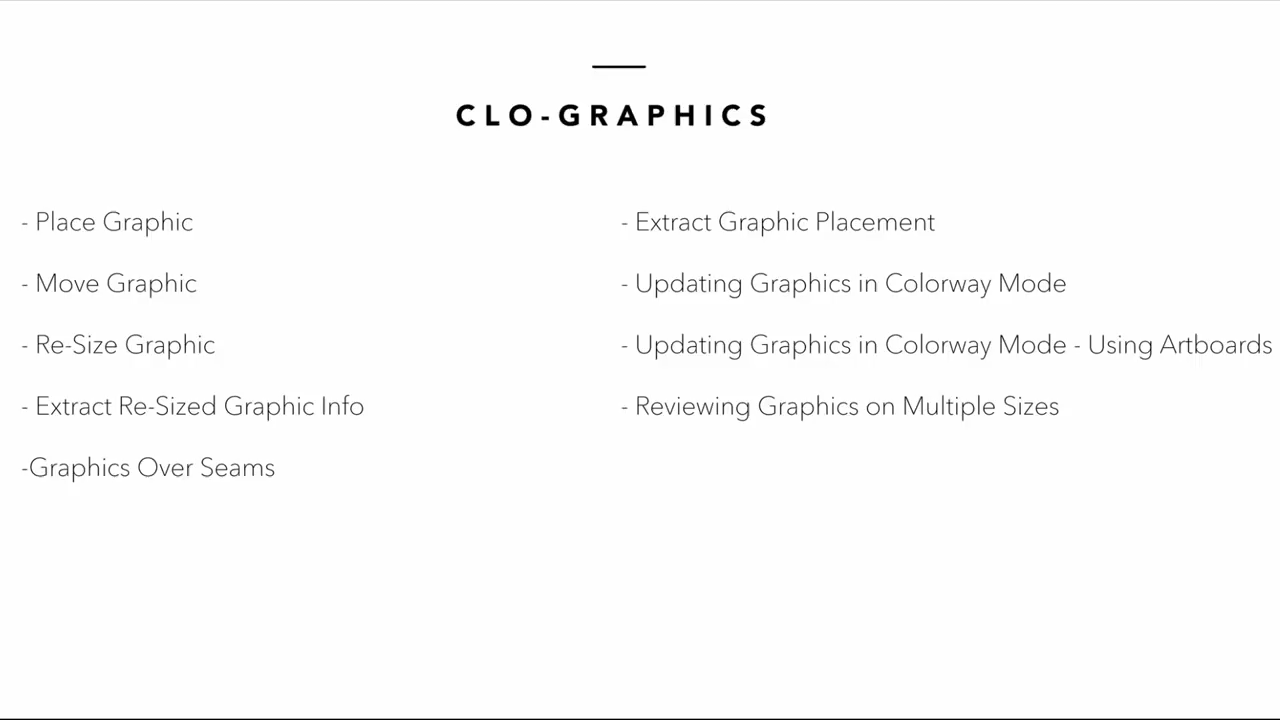 CLO-GRAPHICS
- Place Graphic
- Move Graphic
- Re-Size Graphic
- Extract Re-Sized Graphic Info
-Graphics Over Seams
- Extract Graphic Placement
- Updating Graphics in Colorway Mode
- Updating Graphics in Colorway Mode - Using Artboards
- Reviewing Graphics on Multiple Sizes